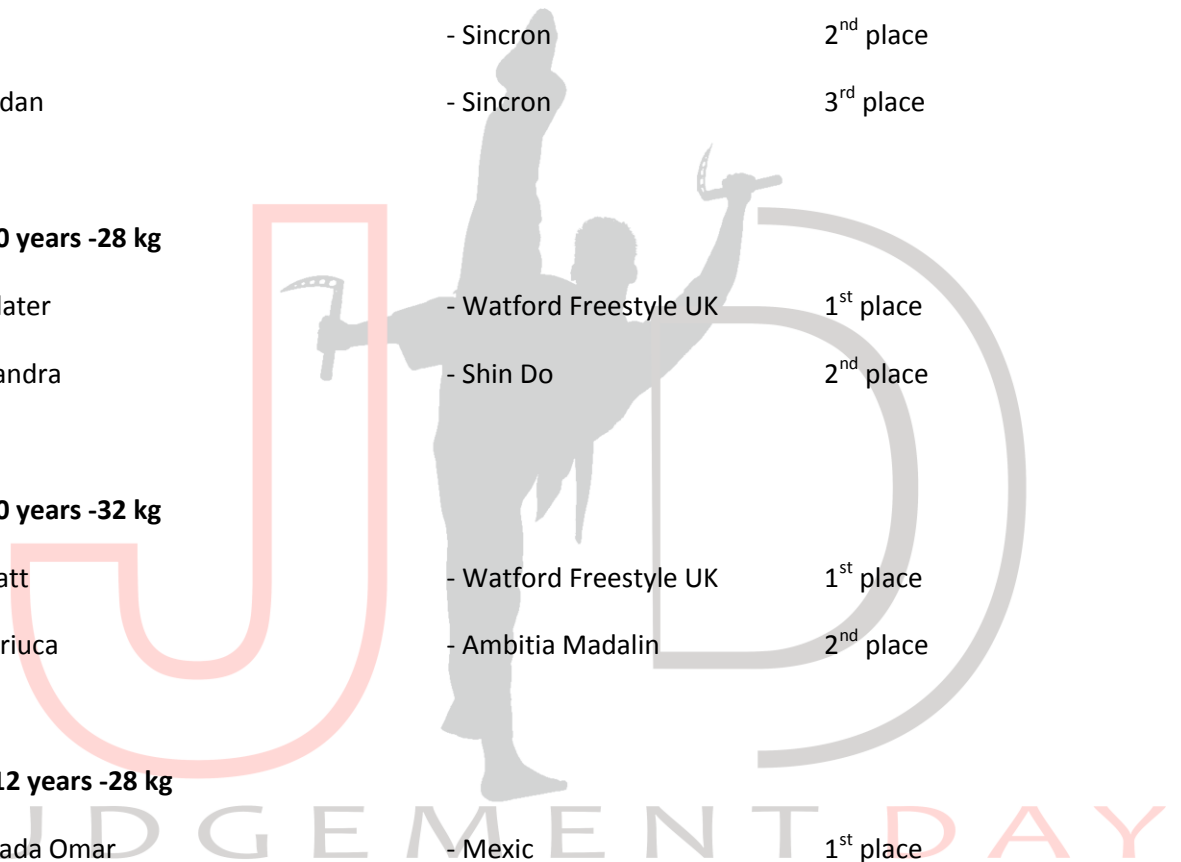 - Sincron 2nd place
dan - Sincron 3rd place
0 years -28 kg
later - Watford Freestyle UK 1st place
andra - Shin Do 2nd place
0 years -32 kg
att - Watford Freestyle UK 1st place
riuca - Ambitia Madalin 2nd place
12 years -28 kg
JD
UDGEMENT DAY
ada Omar - Mexic 1st place